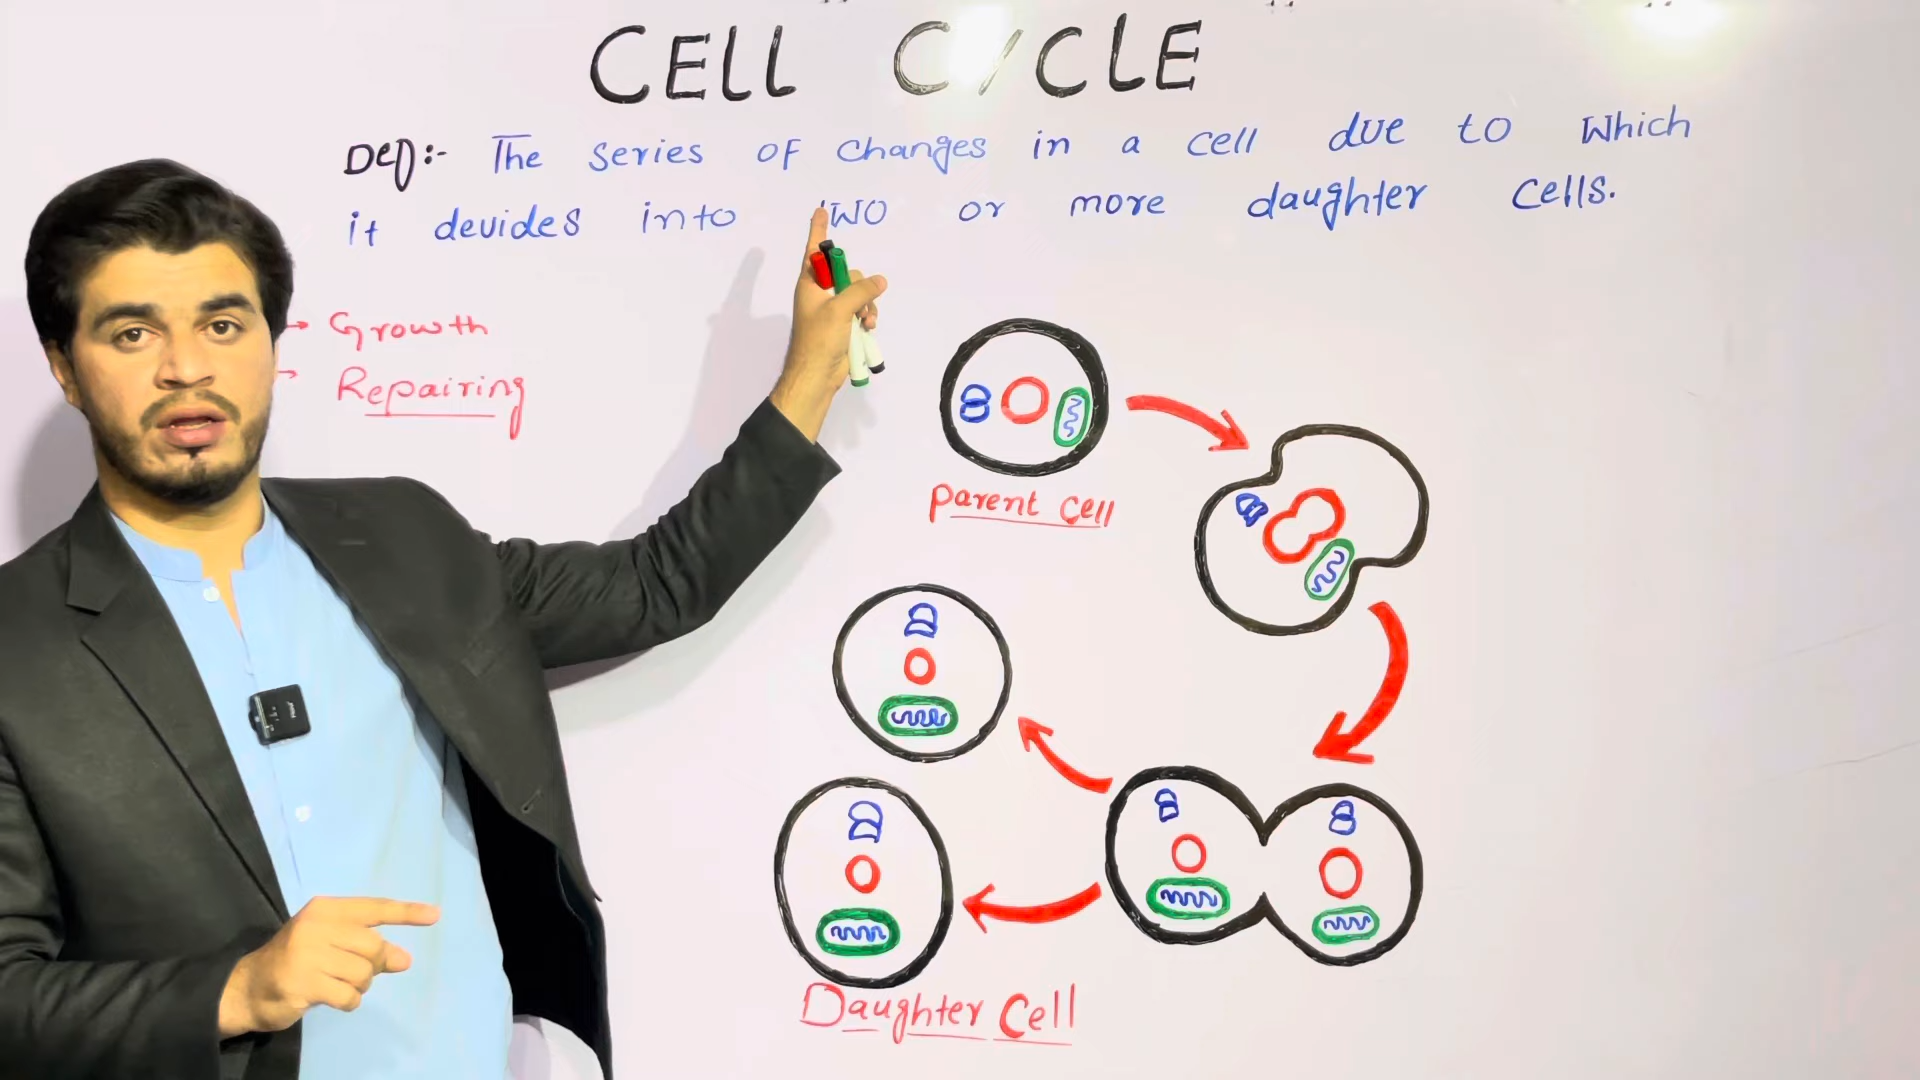 CELL CYCLE
Def:- The series of changes in a cell due to which
it devides into two or more daughter cells.
→ Growth
→ Repairing
Parent Cell
Daughter Cell